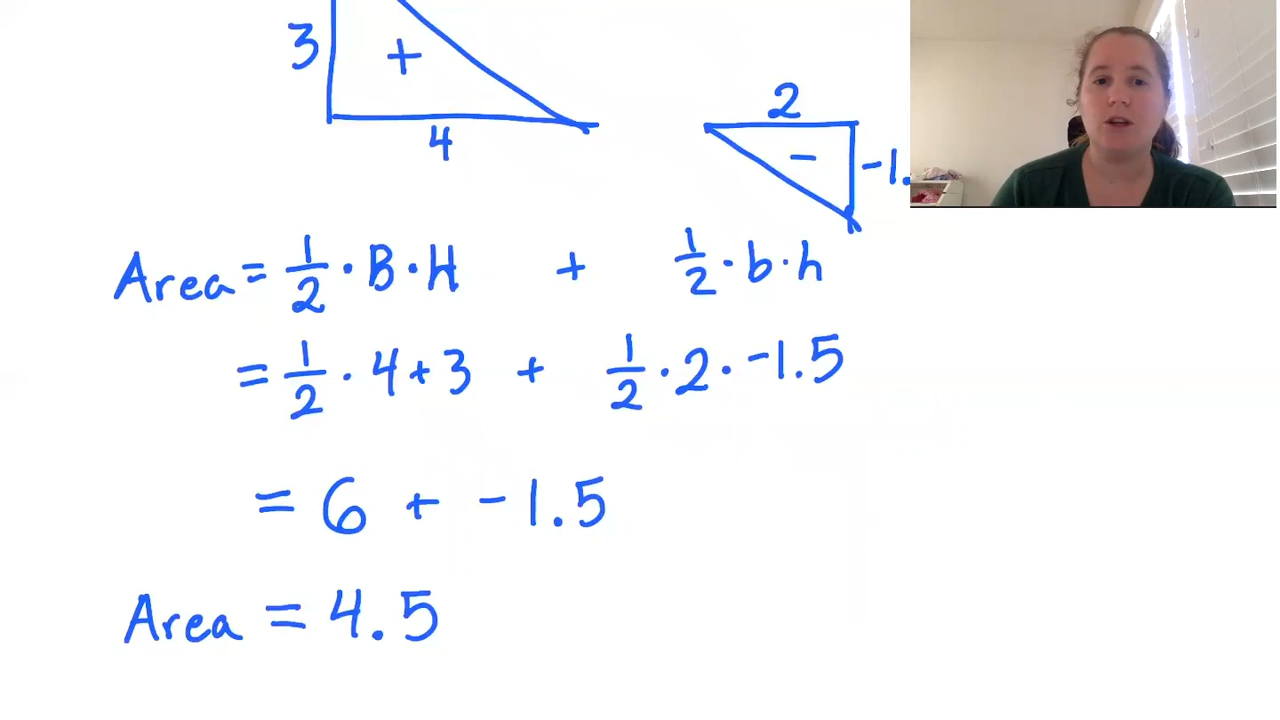 3 +
4
2
-
-1.
Area = 1/2 · B · H + 1/2 · b · h
= 1/2 · 4 + 3 + 1/2 · 2 · -1.5
= 6 + -1.5
Area = 4.5